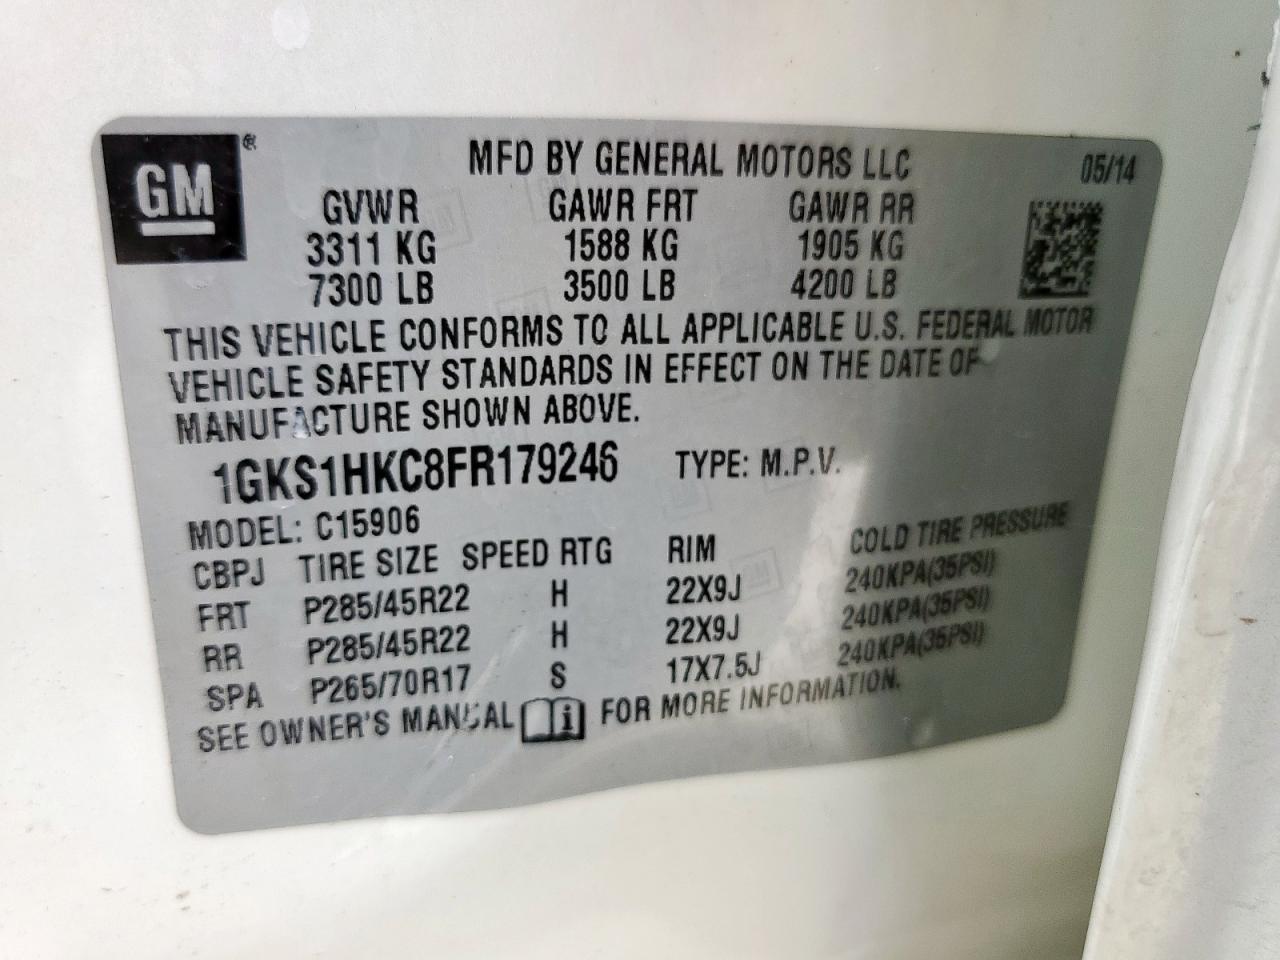 GM ®
MFD BY GENERAL MOTORS LLC 05/14
GVWR GAWR FRT GAWR RR
3311 KG 1588 KG 1905 KG
7300 LB 3500 LB 4200 LB
THIS VEHICLE CONFORMS TO ALL APPLICABLE U.S. FEDERAL MOTOR
VEHICLE SAFETY STANDARDS IN EFFECT ON THE DATE OF
MANUFACTURE SHOWN ABOVE.
1GKS1HKC8FR179246 TYPE: M.P.V.
MODEL: C15906
CBPJ TIRE SIZE SPEED RTG RIM COLD TIRE PRESSURE
FRT P285/45R22 H 22X9J 240KPA(35PSI)
RR P285/45R22 H 22X9J 240KPA(35PSI)
SPA P265/70R17 S 17X7.5J 240KPA(35PSI)
SEE OWNER'S MANUAL i FOR MORE INFORMATION.